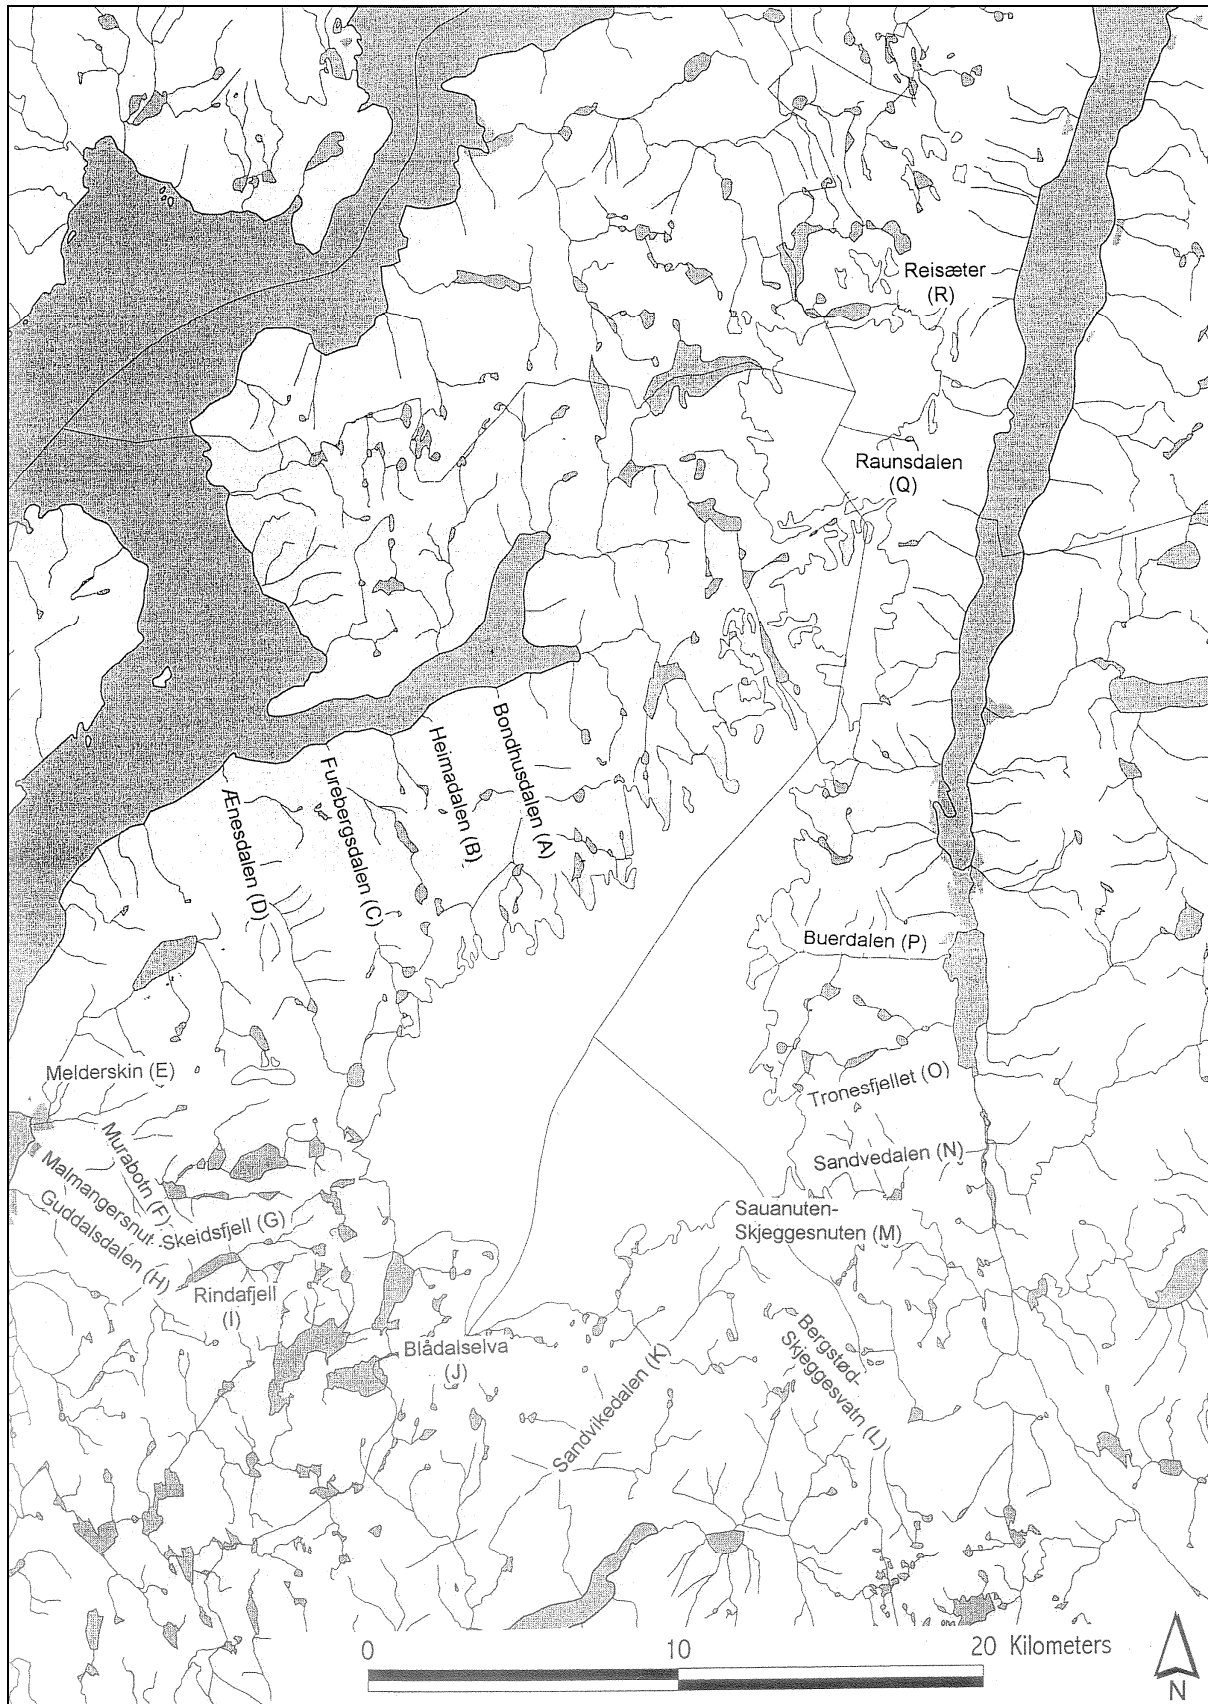 Reisæter
(R)
Raunsdalen
(Q)
Bondhusdalen (A)
Heimadalen (B)
Furebergsdalen (C)
Ænesdalen (D)
Buerdalen (P)
Melderskin (E)
Tronesfjellet (O)
Murabotn (F)
Malmangersnut
Guddalsdalen (H)
Skeidsfjell (G)
Sandvedalen (N)
Sauanuten-
Skjeggesnuten (M)
Rindafjell
(I)
Blådalselva
(J)
Sandvikedalen (K)
Bergstød-
Skjeggesvatn (L)
0 10 20 Kilometers
N